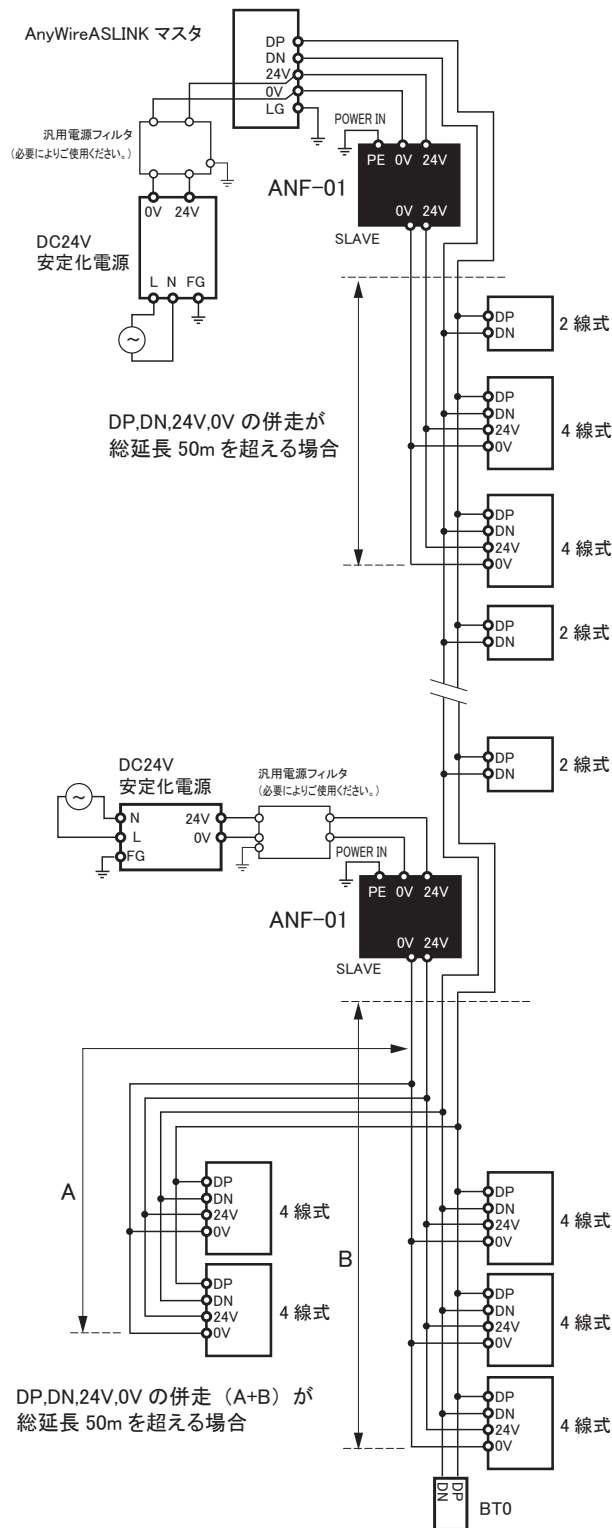 AnyWireASLINK マスタ
DP
DN
24V
0V
LG
汎用電源フィルタ
(必要によりご使用ください。)
0V 24V
DC24V
安定化電源
L N FG
POWER IN
PE 0V 24V
ANF-01
0V 24V
SLAVE
DP
DN
2 線式
DP,DN,24V,0V の併走が
総延長 50m を超える場合
DP
DN
24V
0V
4 線式
DP
DN
24V
0V
4 線式
DP
DN
2 線式
DP
DN
2 線式
DC24V
安定化電源
N
L
FG
24V
0V
汎用電源フィルタ
(必要によりご使用ください。)
POWER IN
PE 0V 24V
ANF-01
0V 24V
SLAVE
A
B
DP
DN
24V
0V
4 線式
DP
DN
24V
0V
4 線式
DP
DN
24V
0V
4 線式
DP
DN
24V
0V
4 線式
DP
DN
24V
0V
4 線式
DP,DN,24V,0V の併走（A+B）が
総延長 50m を超える場合
DN
DP
BT0